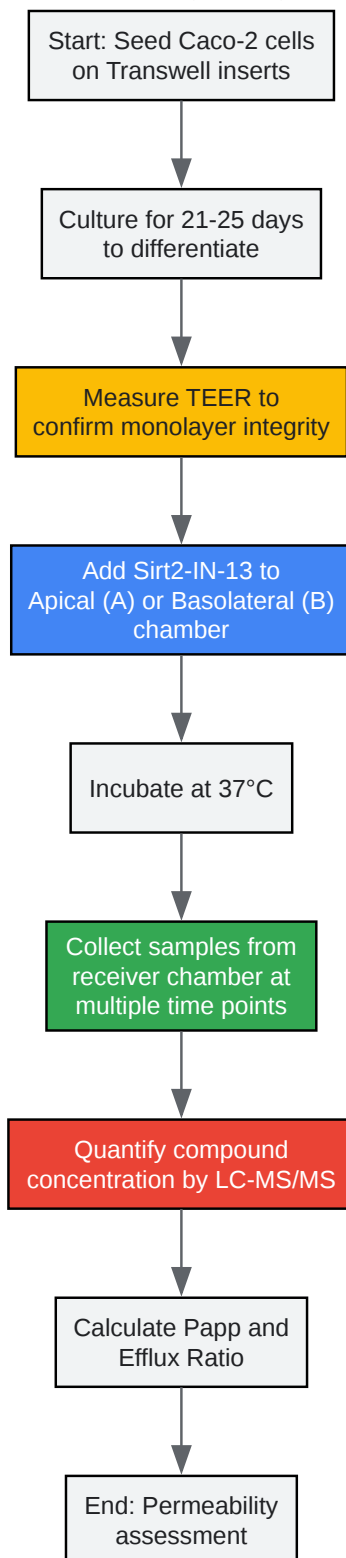 Start: Seed Caco-2 cells
on Transwell inserts
Culture for 21-25 days
to differentiate
Measure TEER to
confirm monolayer integrity
Add Sirt2-IN-13 to
Apical (A) or Basolateral (B)
chamber
Incubate at 37°C
Collect samples from
receiver chamber at
multiple time points
Quantify compound
concentration by LC-MS/MS
Calculate Papp and
Efflux Ratio
End: Permeability
assessment